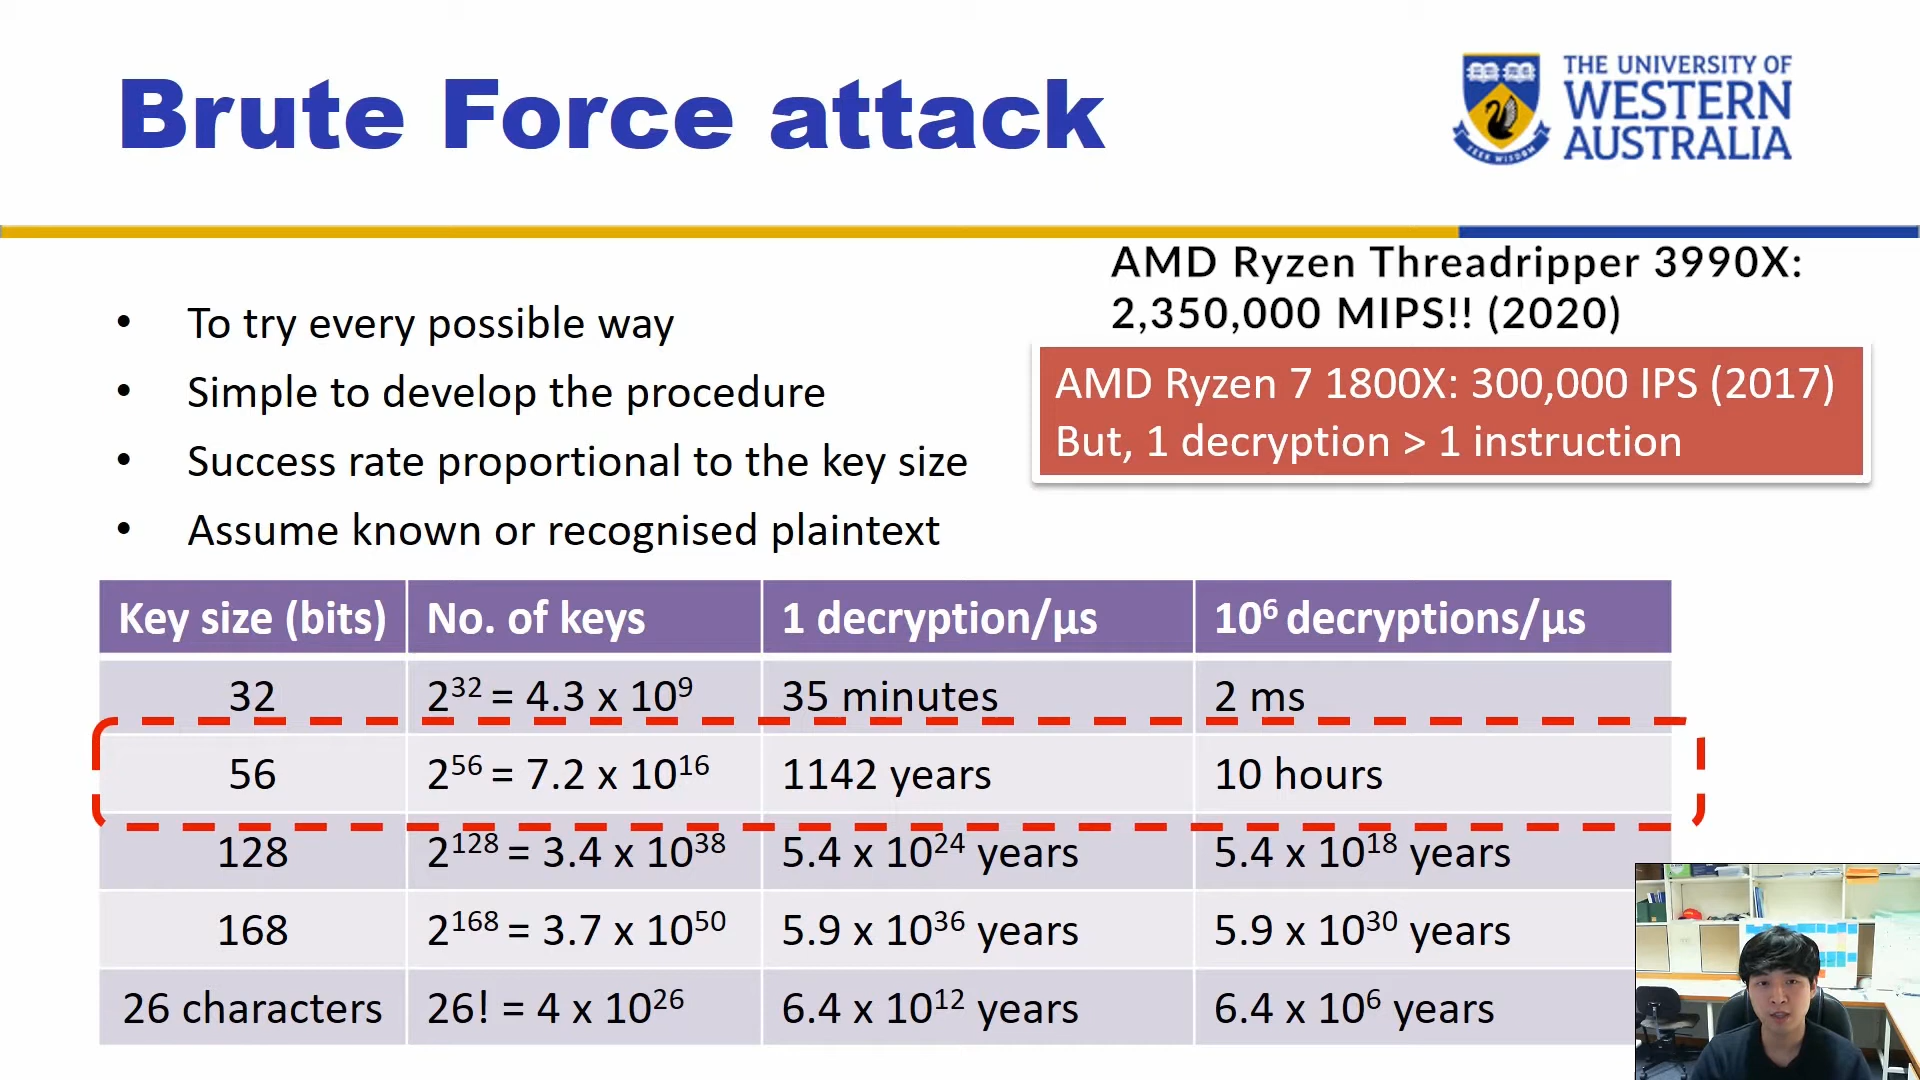 Brute Force attack
THE UNIVERSITY OF
WESTERN
AUSTRALIA
SEEK WISDOM
AMD Ryzen Threadripper 3990X:
2,350,000 MIPS!! (2020)
AMD Ryzen 7 1800X: 300,000 IPS (2017)
But, 1 decryption > 1 instruction
• To try every possible way
• Simple to develop the procedure
• Success rate proportional to the key size
• Assume known or recognised plaintext
Key size (bits) No. of keys 1 decryption/µs 10⁶ decryptions/µs
32 2³² = 4.3 x 10⁹ 35 minutes 2 ms
56 2⁵⁶ = 7.2 x 10¹⁶ 1142 years 10 hours
128 2¹²⁸ = 3.4 x 10³⁸ 5.4 x 10²⁴ years 5.4 x 10¹⁸ years
168 2¹⁶⁸ = 3.7 x 10⁵⁰ 5.9 x 10³⁶ years 5.9 x 10³⁰ years
26 characters 26! = 4 x 10²⁶ 6.4 x 10¹² years 6.4 x 10⁶ years